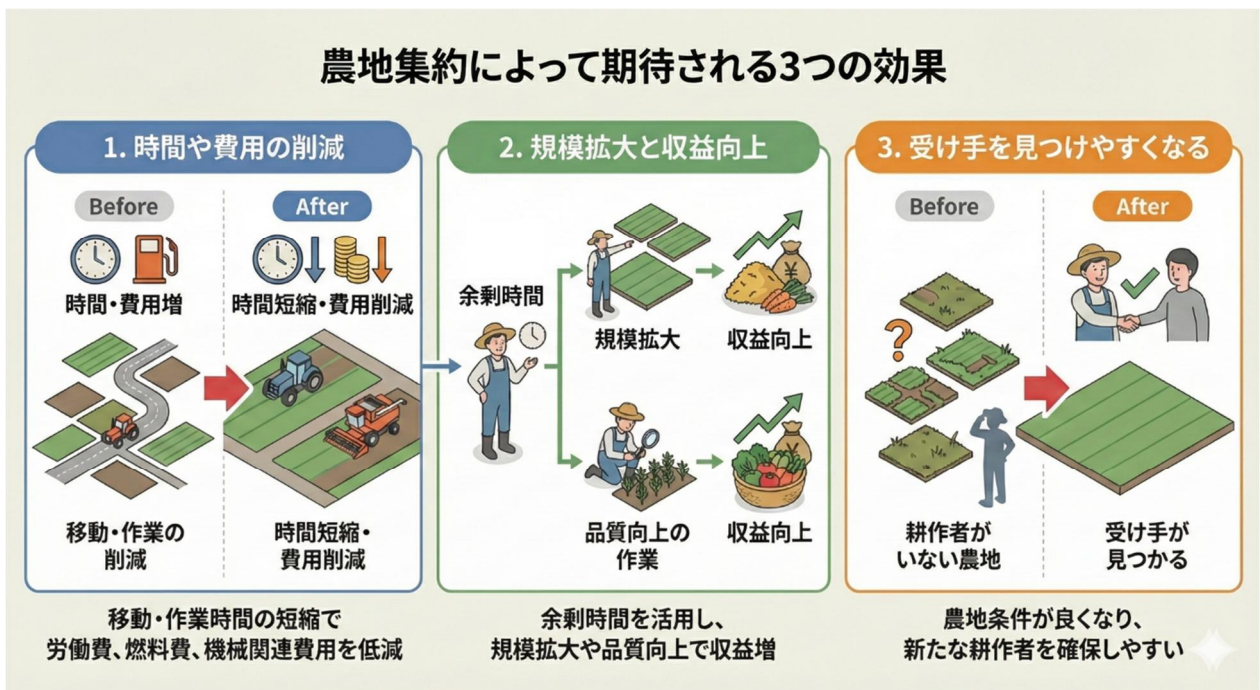 農地集約によって期待される3つの効果
1. 時間や費用の削減
Before
After
時間・費用増
時間短縮・費用削減
移動・作業の
削減
時間短縮・
費用削減
移動・作業時間の短縮で
労働費、燃料費、機械関連費用を低減
2. 規模拡大と収益向上
余剰時間
規模拡大
¥
収益向上
品質向上の
作業
¥
収益向上
余剰時間を活用し、
規模拡大や品質向上で収益増
3. 受け手を見つけやすくなる
Before
After
?
耕作者が
いない農地
受け手が
見つかる
農地条件が良くなり、
新たな耕作者を確保しやすい